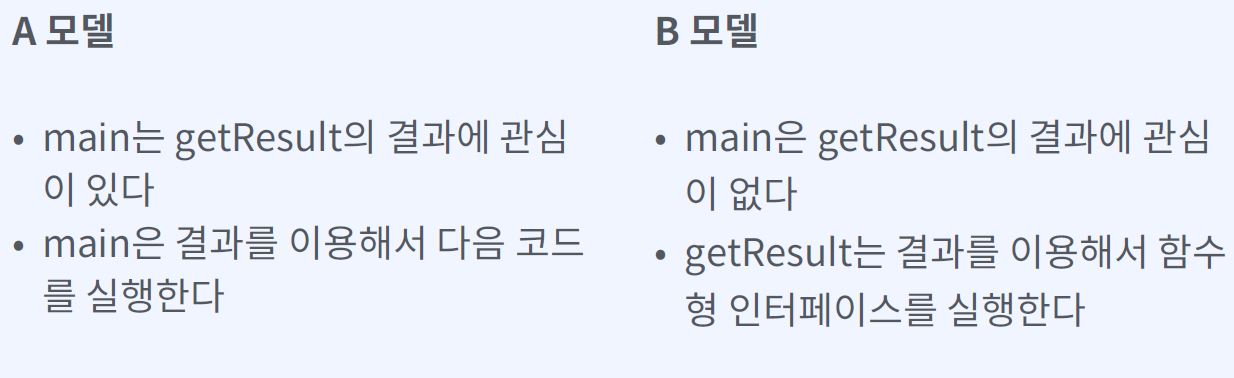 A 모델
• main는 getResult의 결과에 관심
이 있다
• main은 결과를 이용해서 다음 코드
를 실행한다
B 모델
• main은 getResult의 결과에 관심
이 없다
• getResult는 결과를 이용해서 함수
형 인터페이스를 실행한다